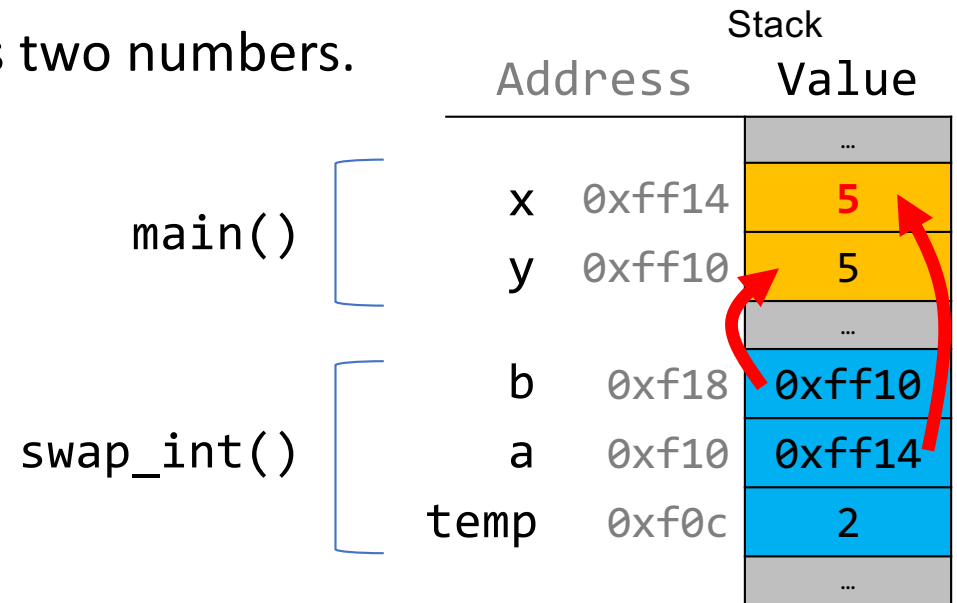 Stack
s two numbers.
Address Value
…
x 0xff14 5
main()
y 0xff10 5
…
b 0xf18 0xff10
swap_int() a 0xf10 0xff14
temp 0xf0c 2
…